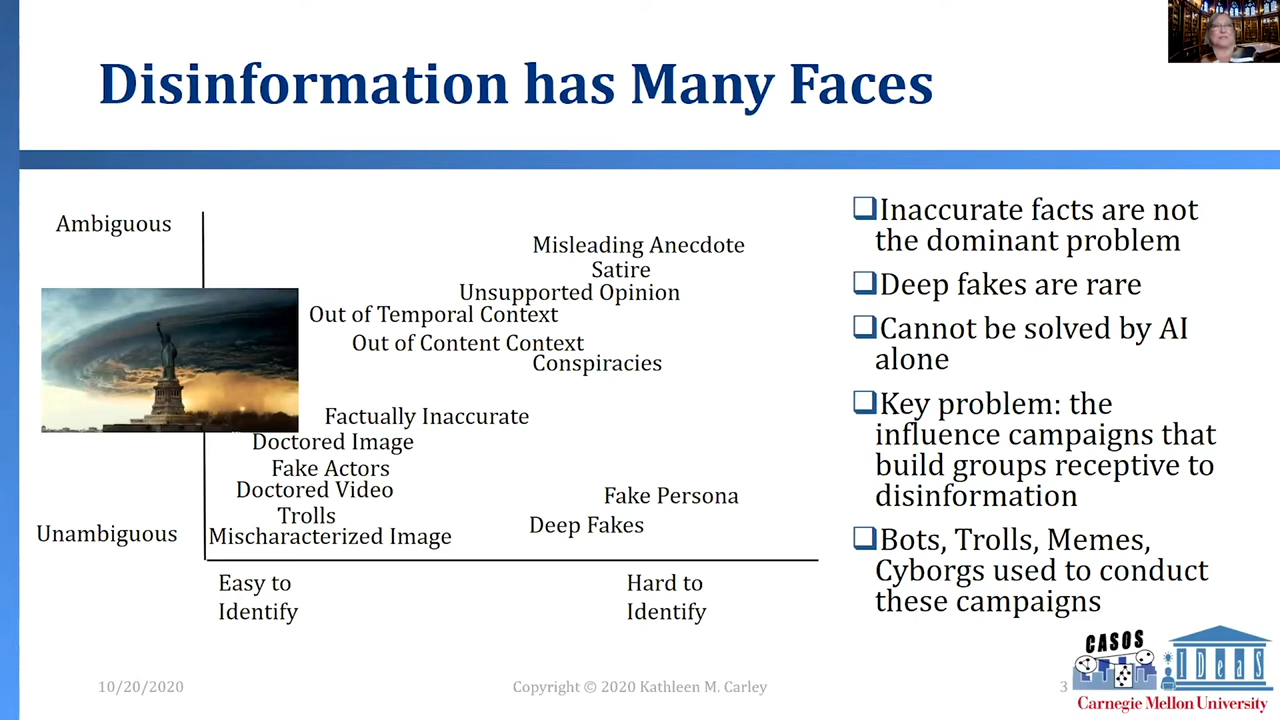 Disinformation has Many Faces
Ambiguous
Misleading Anecdote
Satire
Unsupported Opinion
Out of Temporal Context
Out of Content Context
Conspiracies
Factually Inaccurate
Doctored Image
Fake Actors
Doctored Video
Fake Persona
Trolls
Deep Fakes
Unambiguous
Mischaracterized Image
Easy to
Identify
Hard to
Identify
Inaccurate facts are not
the dominant problem
Deep fakes are rare
Cannot be solved by AI
alone
Key problem: the
influence campaigns that
build groups receptive to
disinformation
Bots, Trolls, Memes,
Cyborgs used to conduct
these campaigns
10/20/2020
Copyright © 2020 Kathleen M. Carley
3
CASOS
IDeaS
Carnegie Mellon University